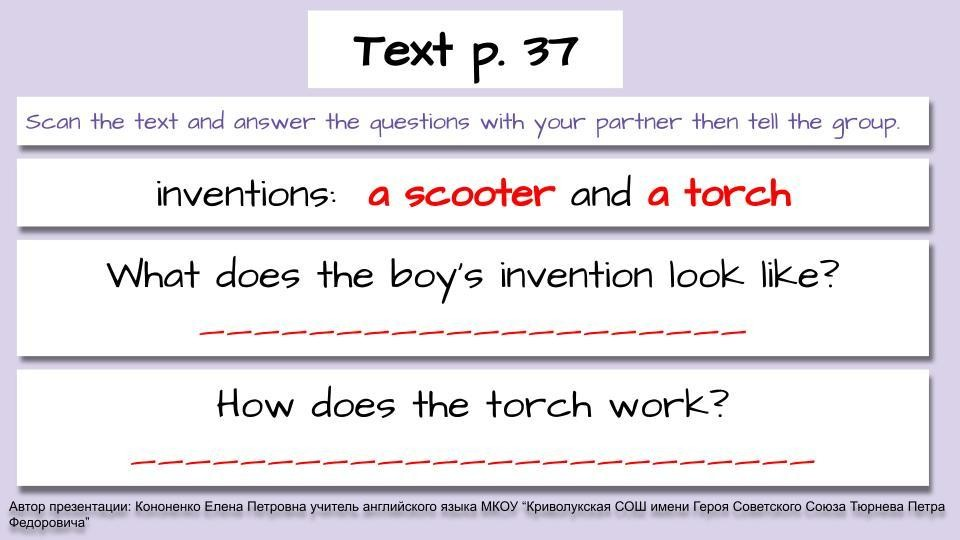 Text p. 37
Scan the text and answer the questions with your partner then tell the group.
inventions: a scooter and a torch
What does the boy's invention look like?
____________________
How does the torch work?
_________________________
Автор презентации: Кононенко Елена Петровна учитель английского языка МКОУ “Криволукская СОШ имени Героя Советского Союза Тюрнева Петра
Федоровича”